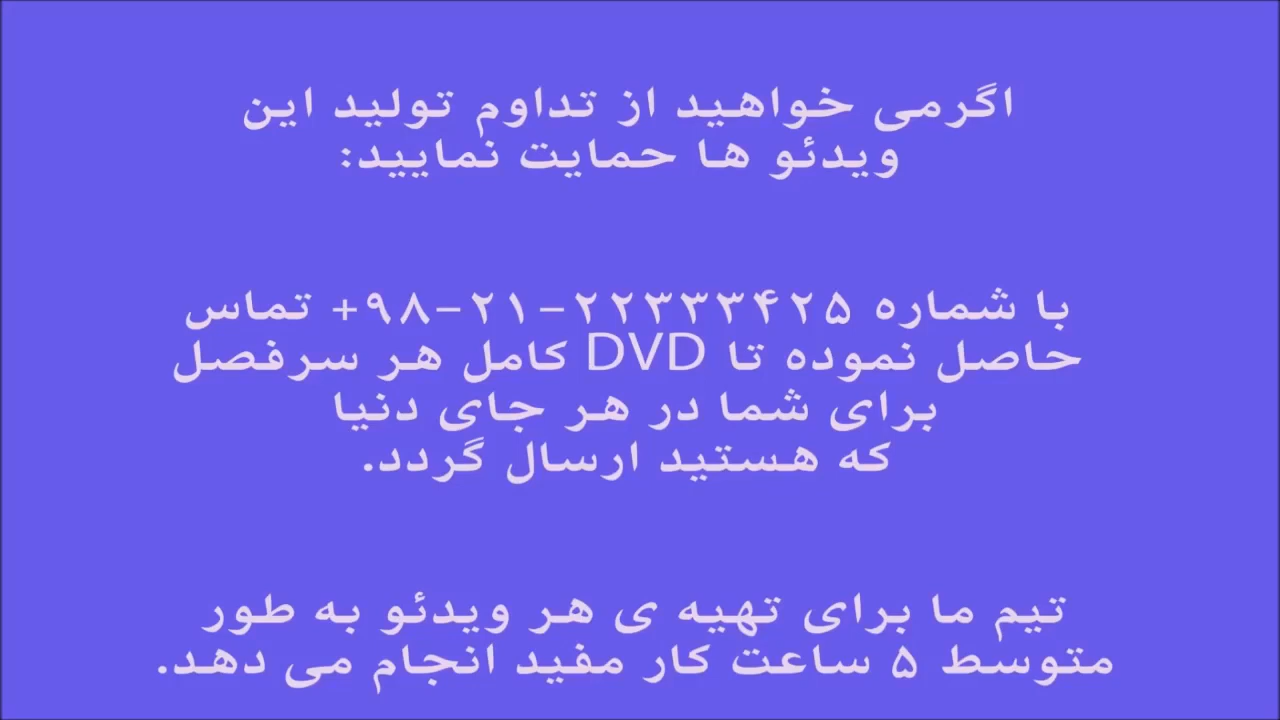 اگرمی خواهید از تداوم تولید این
ویدئو ها حمایت نمایید:
با شماره ۲۲۳۳۳۴۲۵-۲۱-۹۸+ تماس
حاصل نموده تا DVD کامل هر سرفصل
برای شما در هر جای دنیا
که هستید ارسال گردد.
تیم ما برای تهیه ی هر ویدئو به طور
متوسط ۵ ساعت کار مفید انجام می دهد.